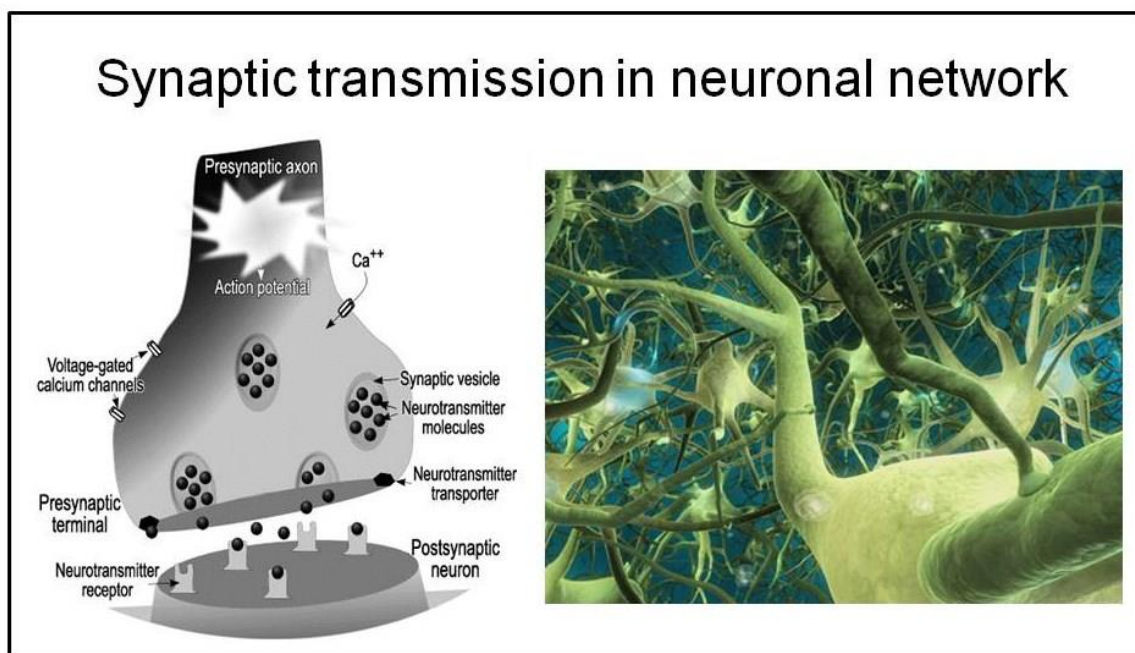 Synaptic transmission in neuronal network
Presynaptic axon
Action potential
Ca++
Voltage-gated
calcium channels
Synaptic vesicle
Neurotransmitter
molecules
Neurotransmitter
transporter
Presynaptic
terminal
Postsynaptic
neuron
Neurotransmitter
receptor